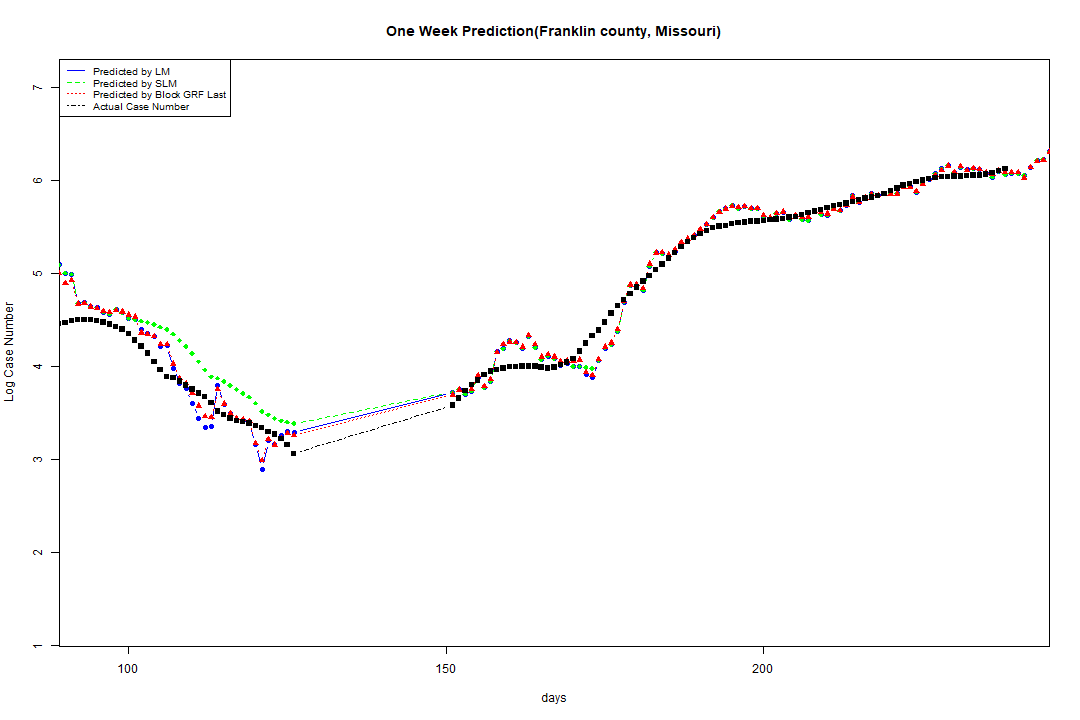 One Week Prediction(Franklin county, Missouri)
Predicted by LM
Predicted by SLM
Predicted by Block GRF Last
Actual Case Number
7
6
5
4
3
2
1
Log Case Number
100 150 200
days